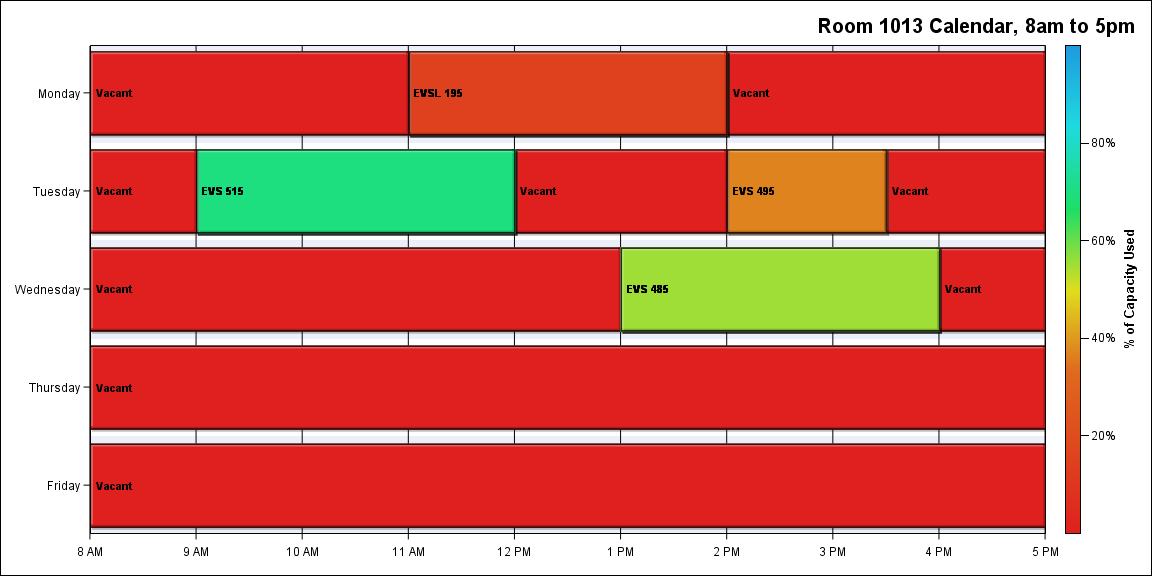 Room 1013 Calendar, 8am to 5pm
Monday
Vacant
EVSL 195
Vacant
Tuesday
Vacant
EVS 515
Vacant
EVS 495
Vacant
Wednesday
Vacant
EVS 485
Vacant
Thursday
Vacant
Friday
Vacant
8 AM
9 AM
10 AM
11 AM
12 PM
1 PM
2 PM
3 PM
4 PM
5 PM
80%
60%
40%
20%
% of Capacity Used